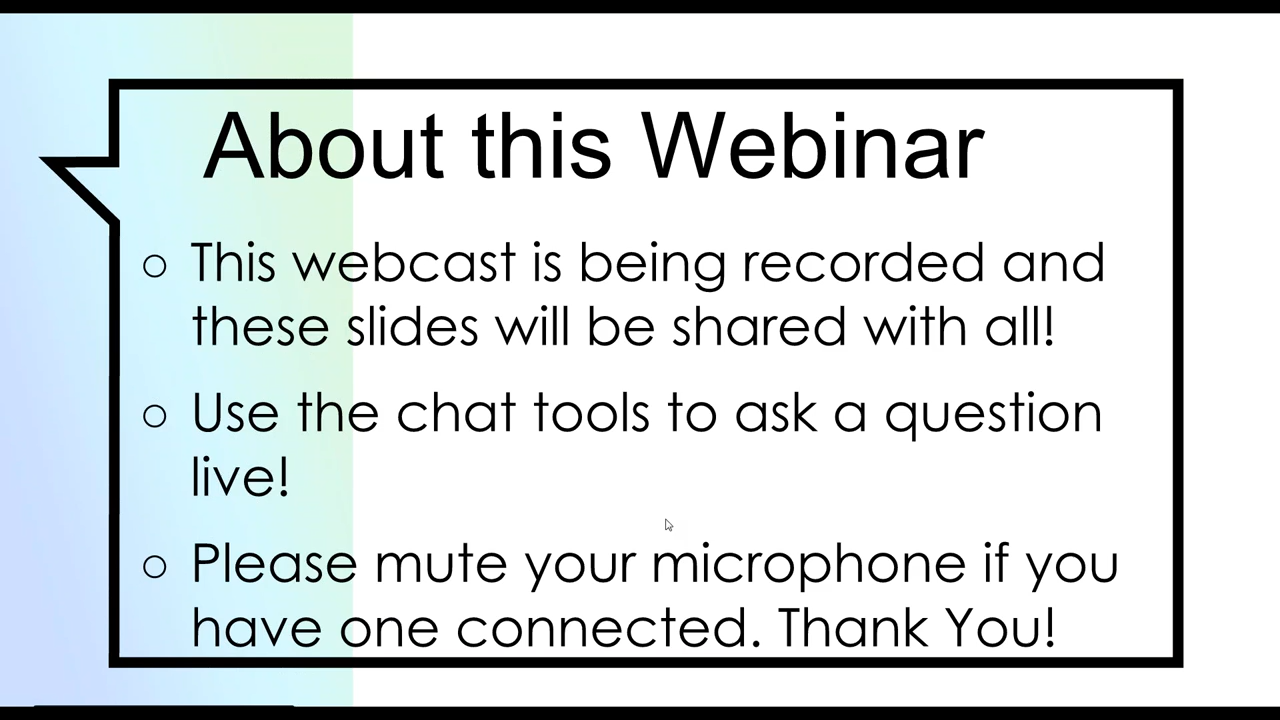 About this Webinar
○ This webcast is being recorded and
these slides will be shared with all!
○ Use the chat tools to ask a question
live!
○ Please mute your microphone if you
have one connected. Thank You!